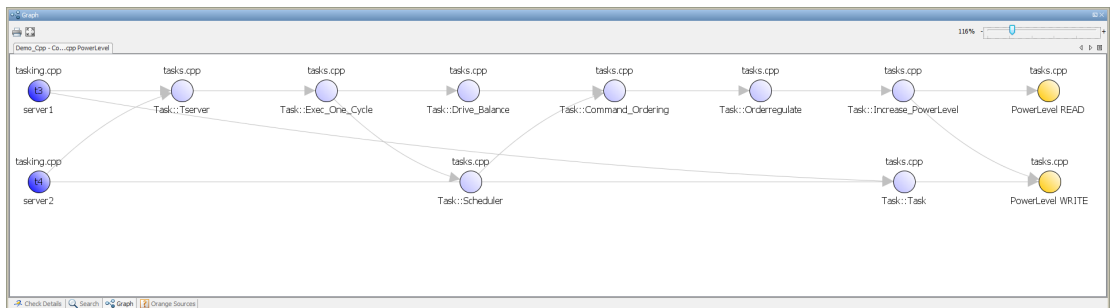 Graph
116%
- +
Demo_Cpp - Co...cpp PowerLevel
tasking.cpp tasks.cpp tasks.cpp tasks.cpp tasks.cpp tasks.cpp tasks.cpp tasks.cpp
t3
server1 Task::Tserver Task::Exec_One_Cycle Task::Drive_Balance Task::Command_Ordering Task::Orderregulate Task::Increase_PowerLevel PowerLevel READ
tasking.cpp tasks.cpp tasks.cpp tasks.cpp
t4
server2 Task::Scheduler Task::Task PowerLevel WRITE
Check Details Search Graph Orange Sources